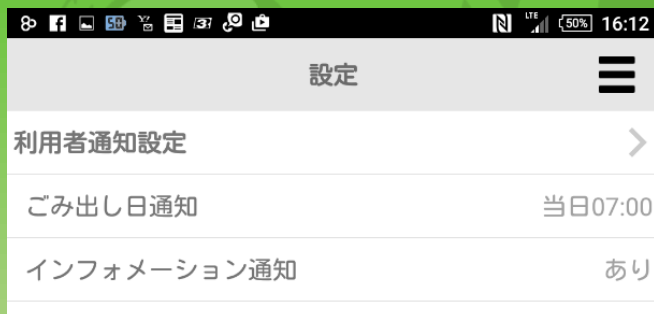 LTE 50% 16:12
設定
利用者通知設定
ごみ出し日通知 当日07:00
インフォメーション通知 あり